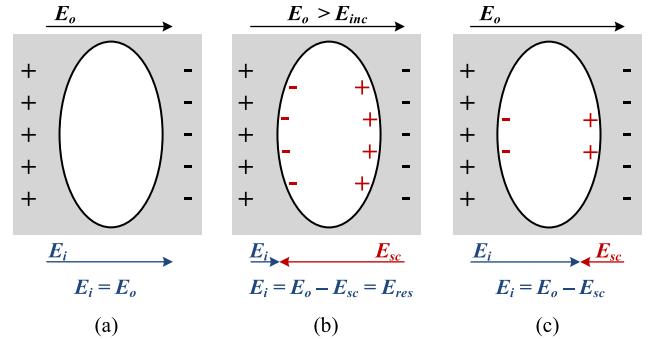 E_o
E_o > E_inc
E_o
+ - + - + - + -
+ - + - + - + -
+ - + - + - + - + - + -
+ - + - + - + - + - + -
+ - + - + - + -
E_i
E_i E_sc
E_i E_sc
E_i = E_o
E_i = E_o − E_sc = E_res
E_i = E_o − E_sc
(a)
(b)
(c)